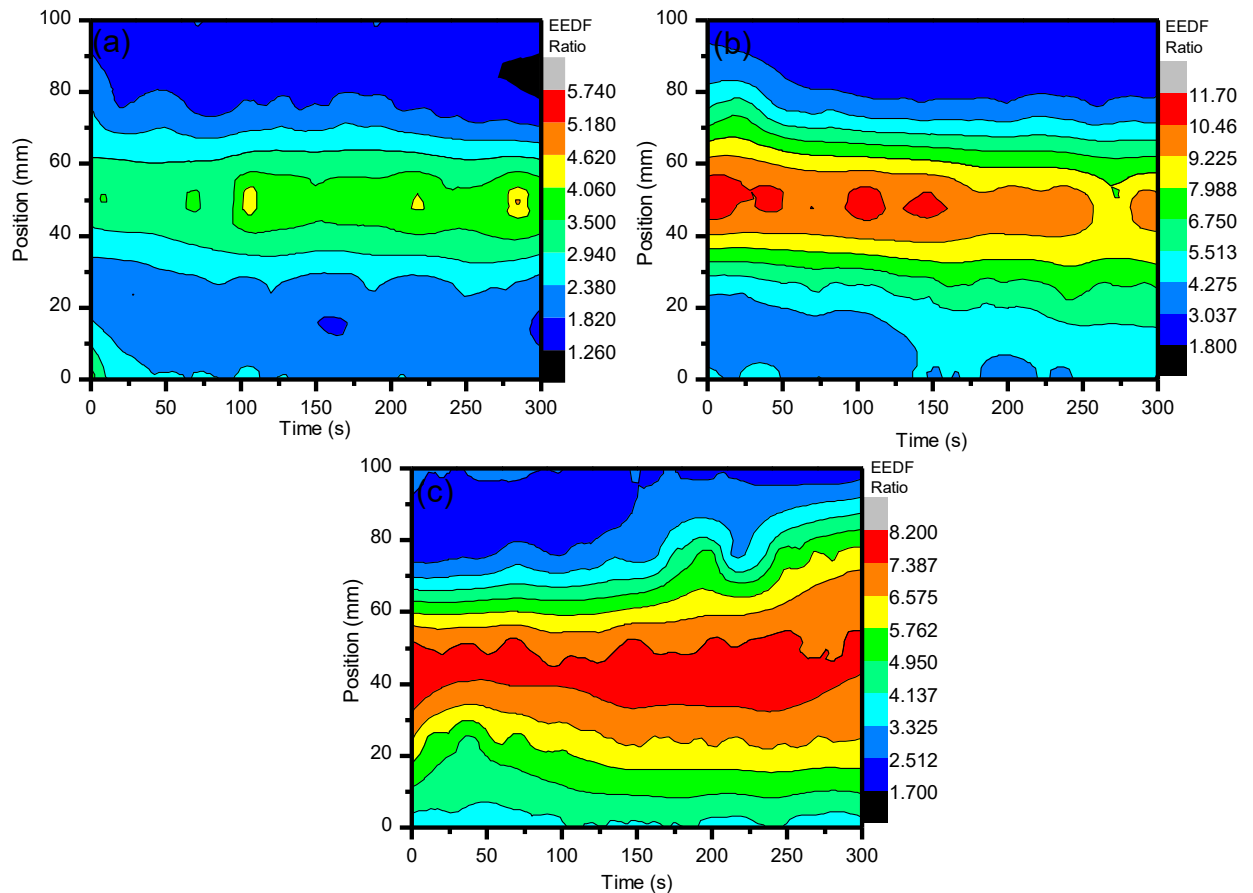 (a)
EEDF
Ratio
5.740
5.180
4.620
4.060
3.500
2.940
2.380
1.820
1.260
100
80
60
40
20
0
Position (mm)
0 50 100 150 200 250 300
Time (s)
(b)
EEDF
Ratio
11.70
10.46
9.225
7.988
6.750
5.513
4.275
3.037
1.800
100
80
60
40
20
0
Position (mm)
0 50 100 150 200 250 300
Time (s)
(c)
EEDF
Ratio
8.200
7.387
6.575
5.762
4.950
4.137
3.325
2.512
1.700
100
80
60
40
20
0
Position (mm)
0 50 100 150 200 250 300
Time (s)